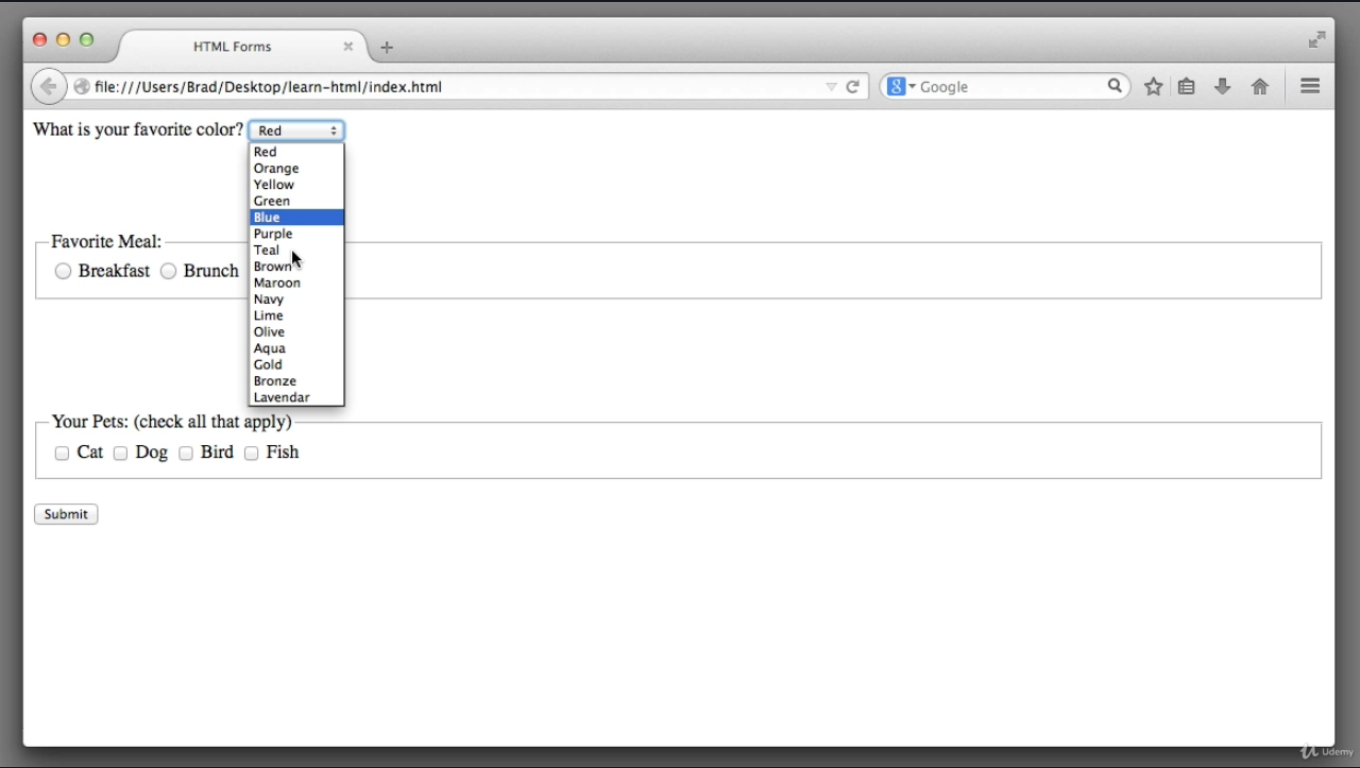 HTML Forms
file:///Users/Brad/Desktop/learn-html/index.html
Google
What is your favorite color? Red
Red
Orange
Yellow
Green
Blue
Purple
Teal
Brown
Maroon
Navy
Lime
Olive
Aqua
Gold
Bronze
Lavendar
Favorite Meal:
Breakfast Brunch
Your Pets: (check all that apply)
Cat Dog Bird Fish
Submit
Udemy